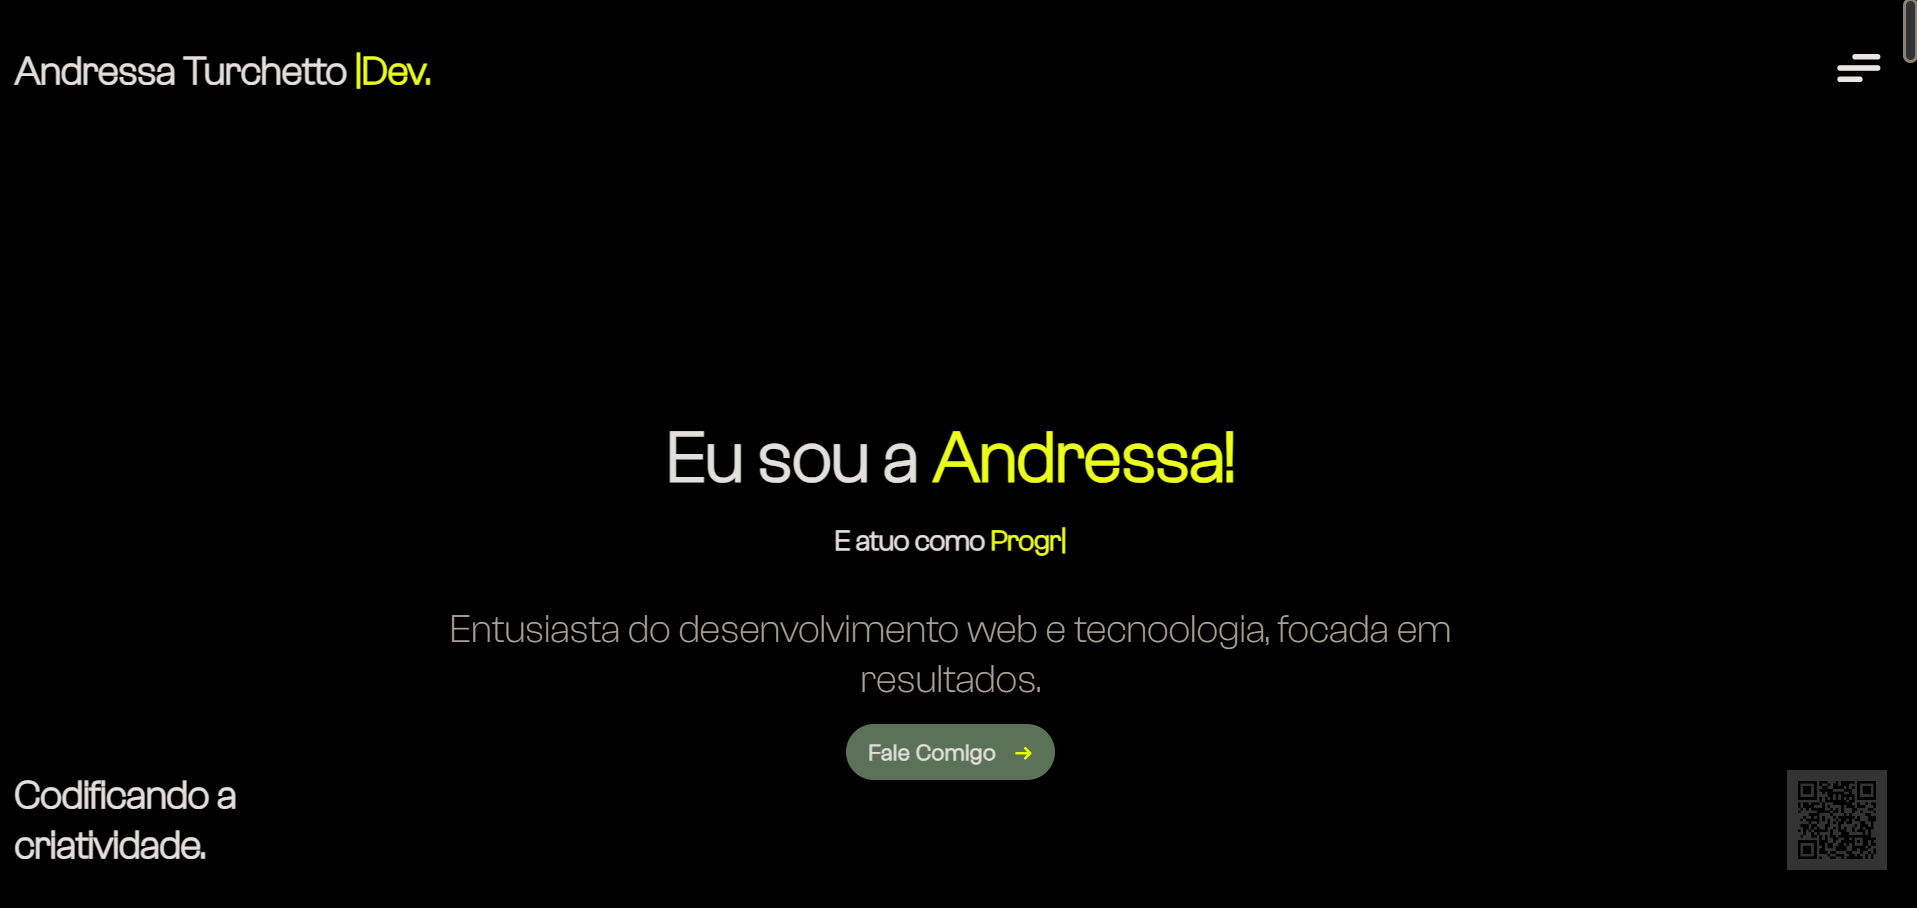 Andressa Turchetto |Dev.
Eu sou a Andressa!
E atuo como Progr|
Entusiasta do desenvolvimento web e tecnoologia, focada em
resultados.
Fale Comigo →
Codificando a
criatividade.